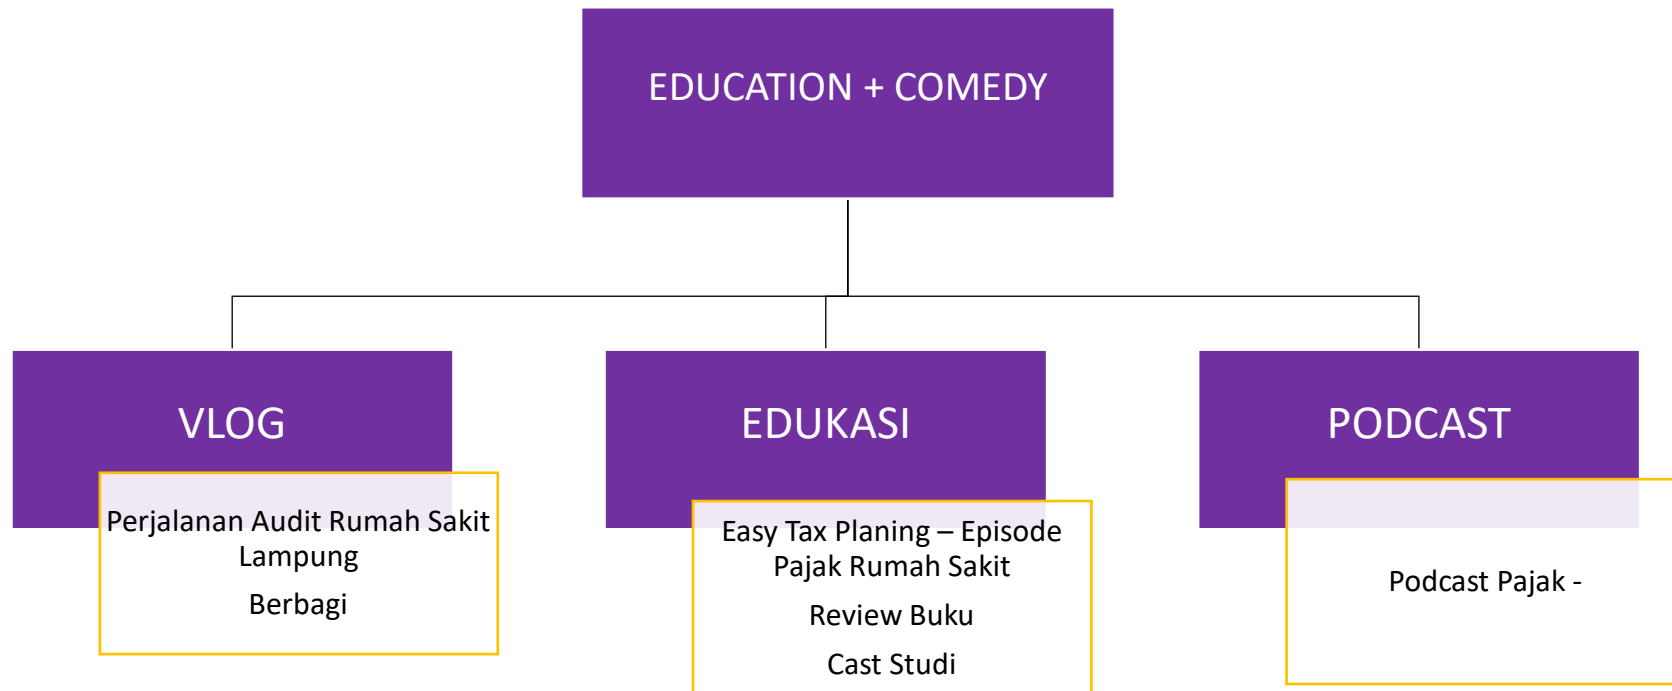 EDUCATION + COMEDY
VLOG
Perjalanan Audit Rumah Sakit
Lampung
Berbagi
EDUKASI
Easy Tax Planing – Episode
Pajak Rumah Sakit
Review Buku
Cast Studi
PODCAST
Podcast Pajak -